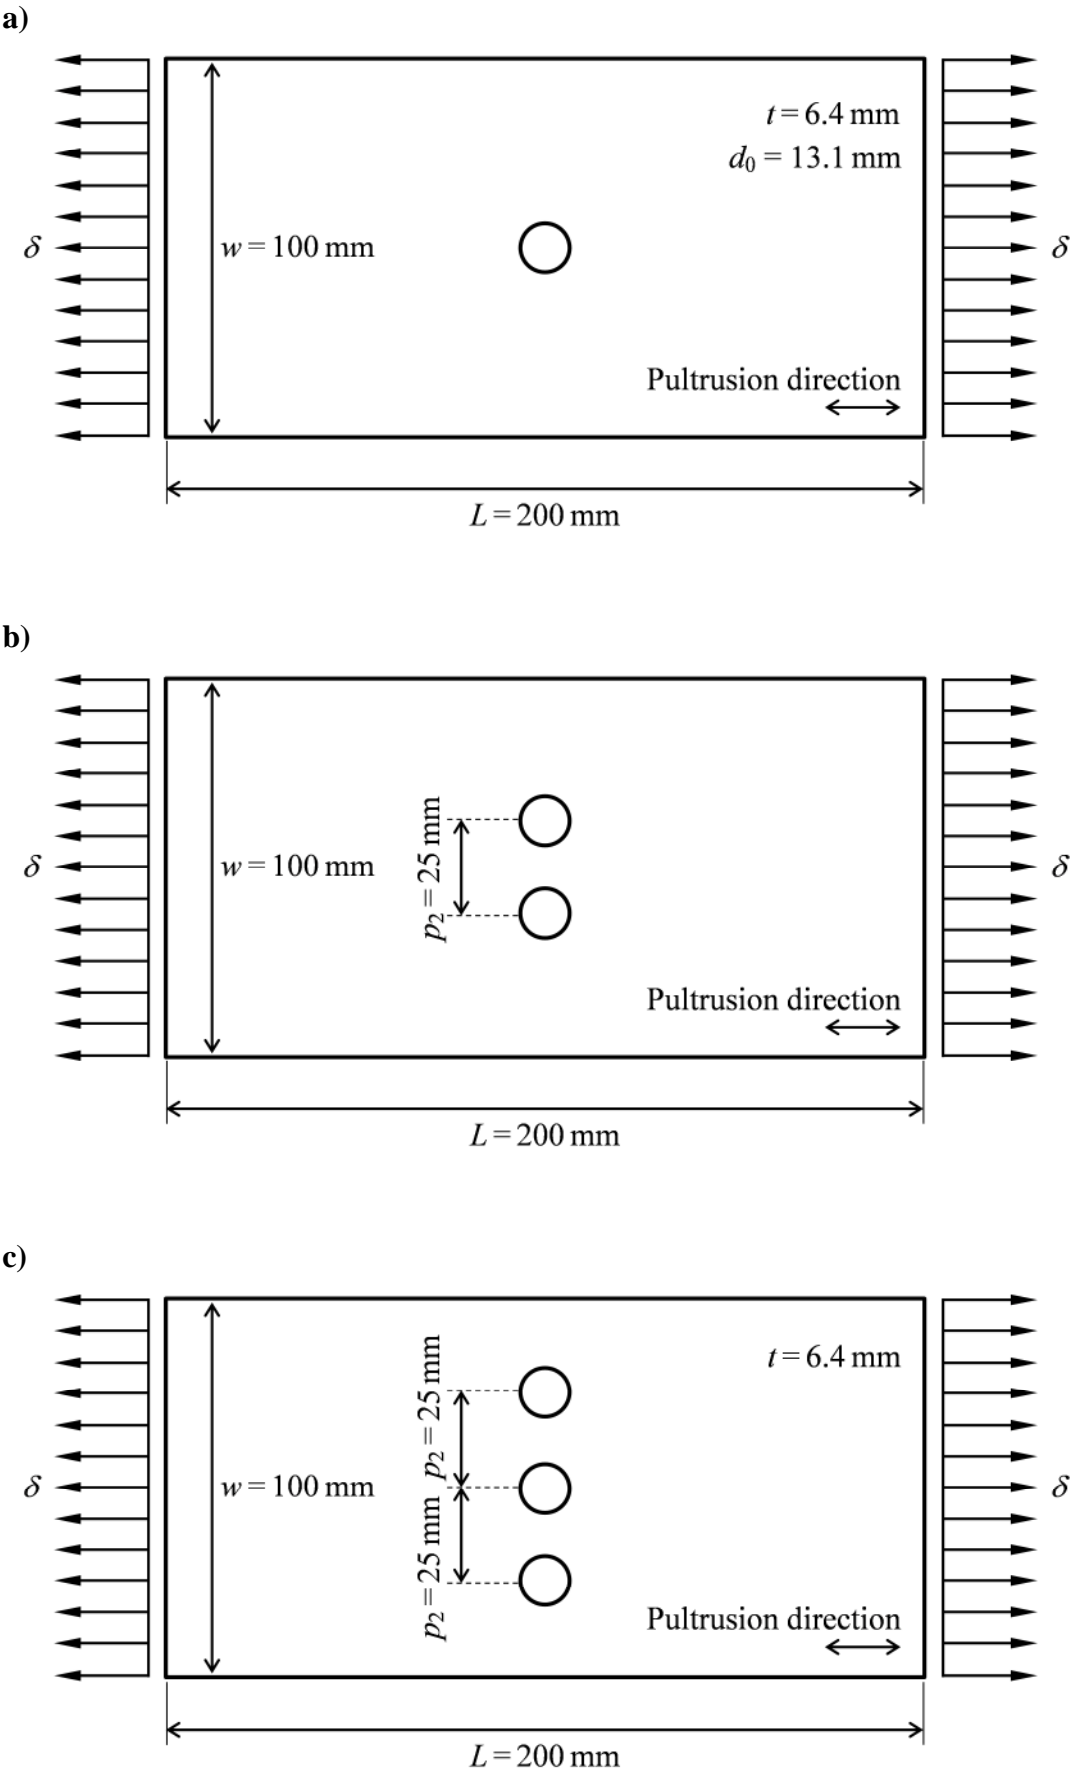 a)
t = 6.4 mm
d0 = 13.1 mm
δ
w = 100 mm
δ
Pultrusion direction
L = 200 mm
b)
p2 = 25 mm
δ
w = 100 mm
δ
Pultrusion direction
L = 200 mm
c)
t = 6.4 mm
p2 = 25 mm
δ
w = 100 mm
δ
p2 = 25 mm
Pultrusion direction
L = 200 mm